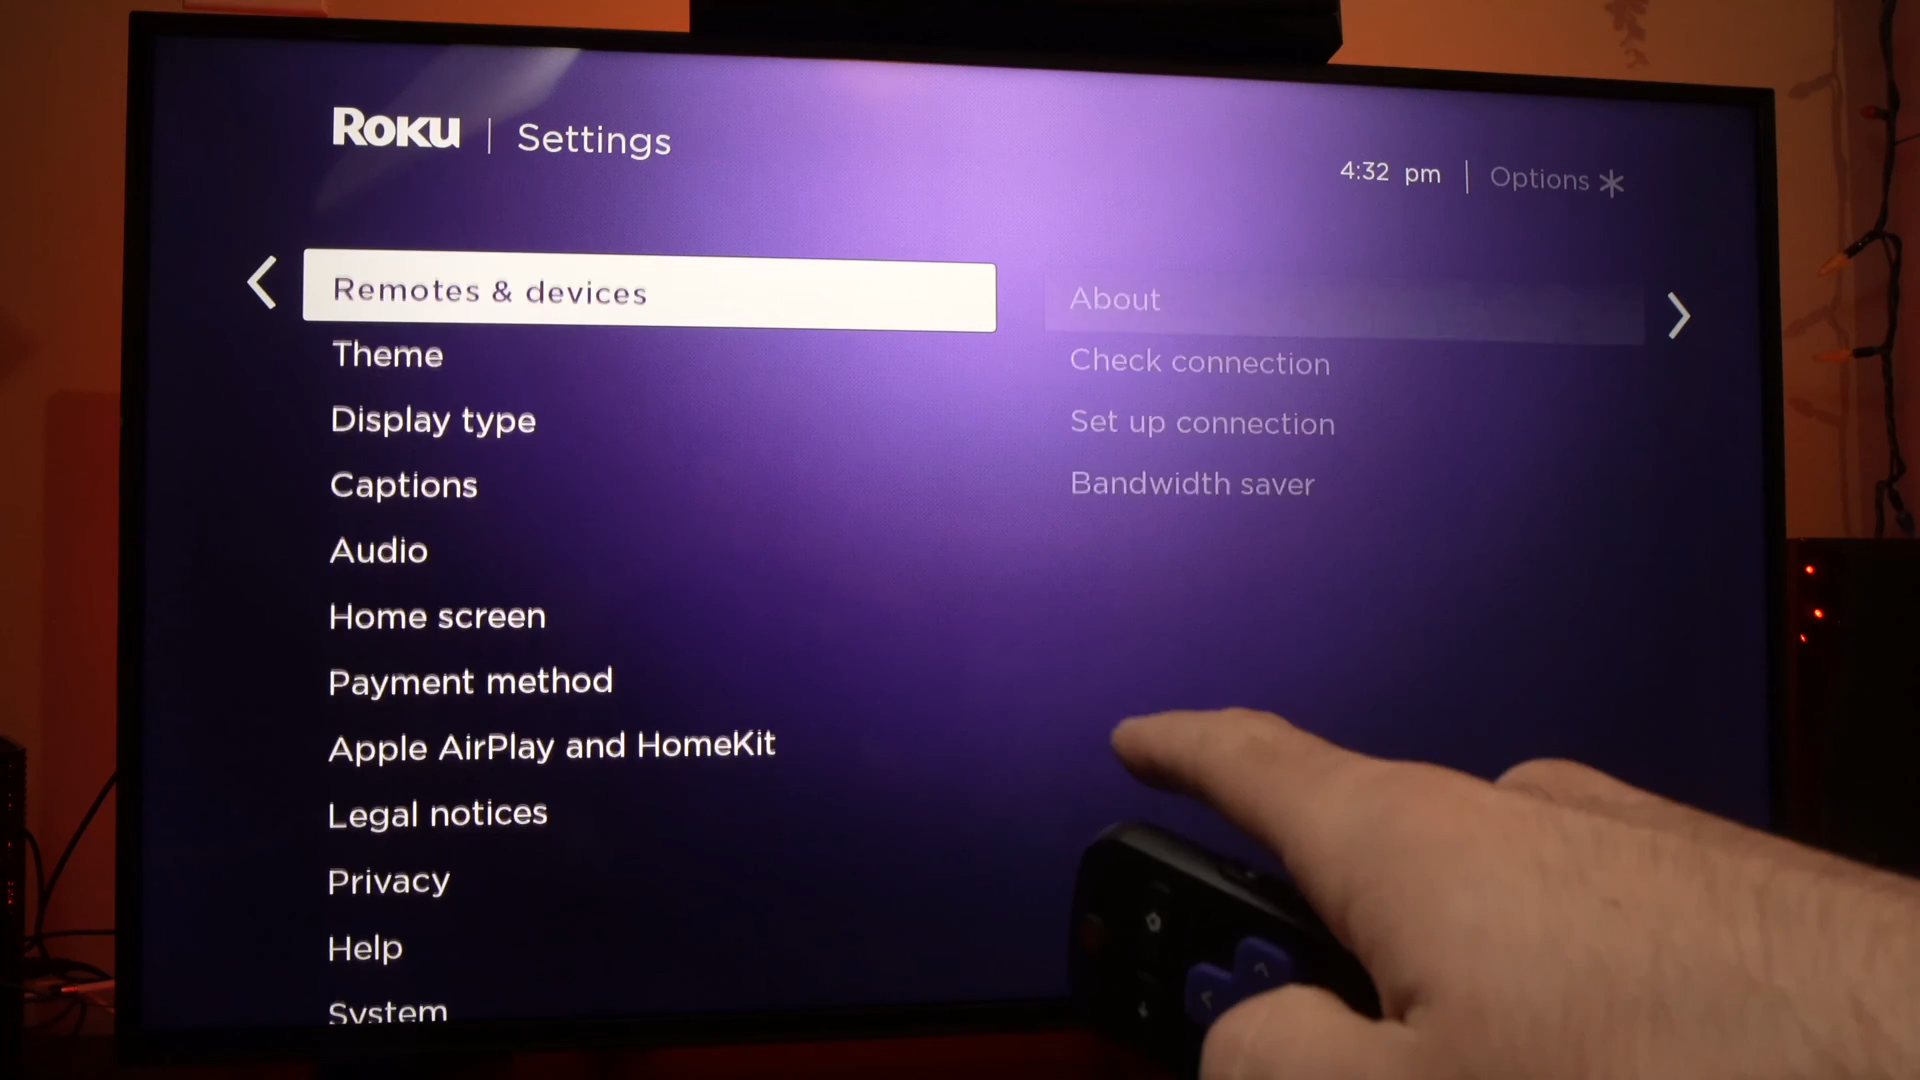 Roku | Settings
4:32 pm | Options *
Remotes & devices
Theme
Display type
Captions
Audio
Home screen
Payment method
Apple AirPlay and HomeKit
Legal notices
Privacy
Help
System
About
Check connection
Set up connection
Bandwidth saver